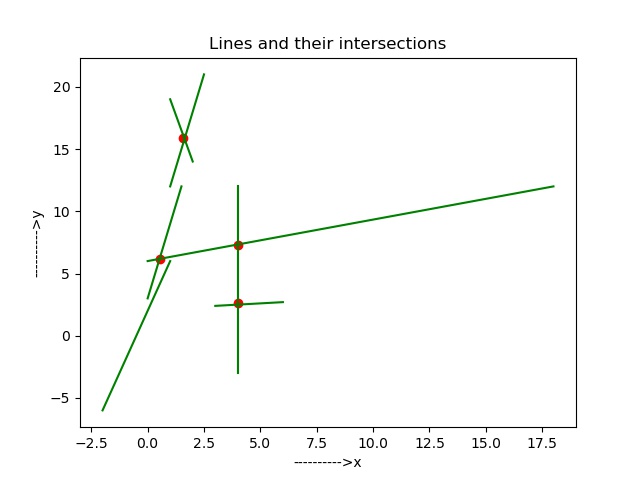 Lines and their intersections
20
15
10
5
0
−5
---------->y
−2.5 0.0 2.5 5.0 7.5 10.0 12.5 15.0 17.5
---------->x